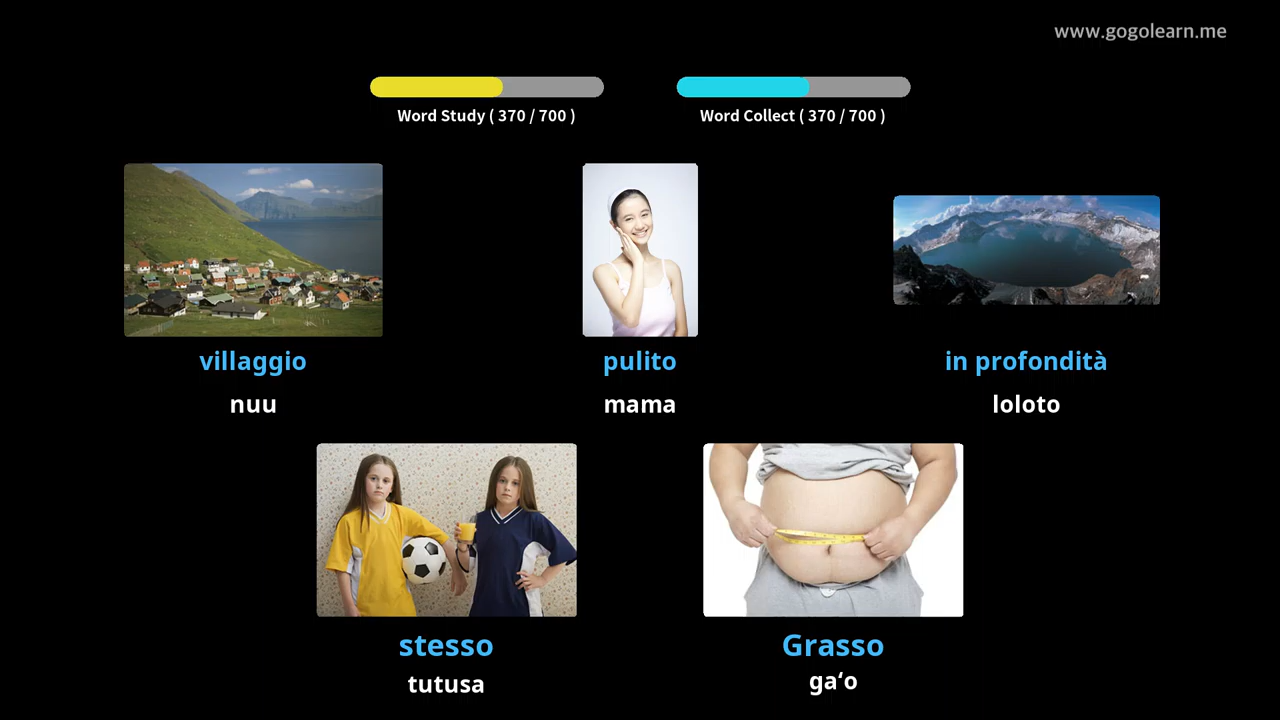 www.gogolearn.me
Word Study ( 370 / 700 )
Word Collect ( 370 / 700 )
villaggio
pulito
in profondità
nuu
mama
loloto
stesso
Grasso
tutusa
gaʻo